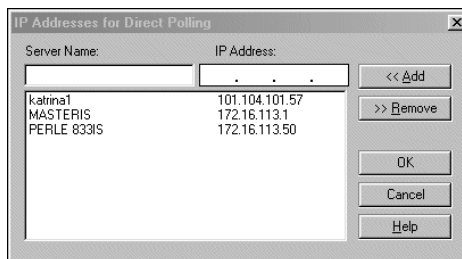 IP Addresses for Direct Polling
Server Name: IP Address:
. . .
<< Add
katrina1 101.104.101.57
MASTERIS 172.16.113.1
PERLE 833IS 172.16.113.50
>> Remove
OK
Cancel
Help